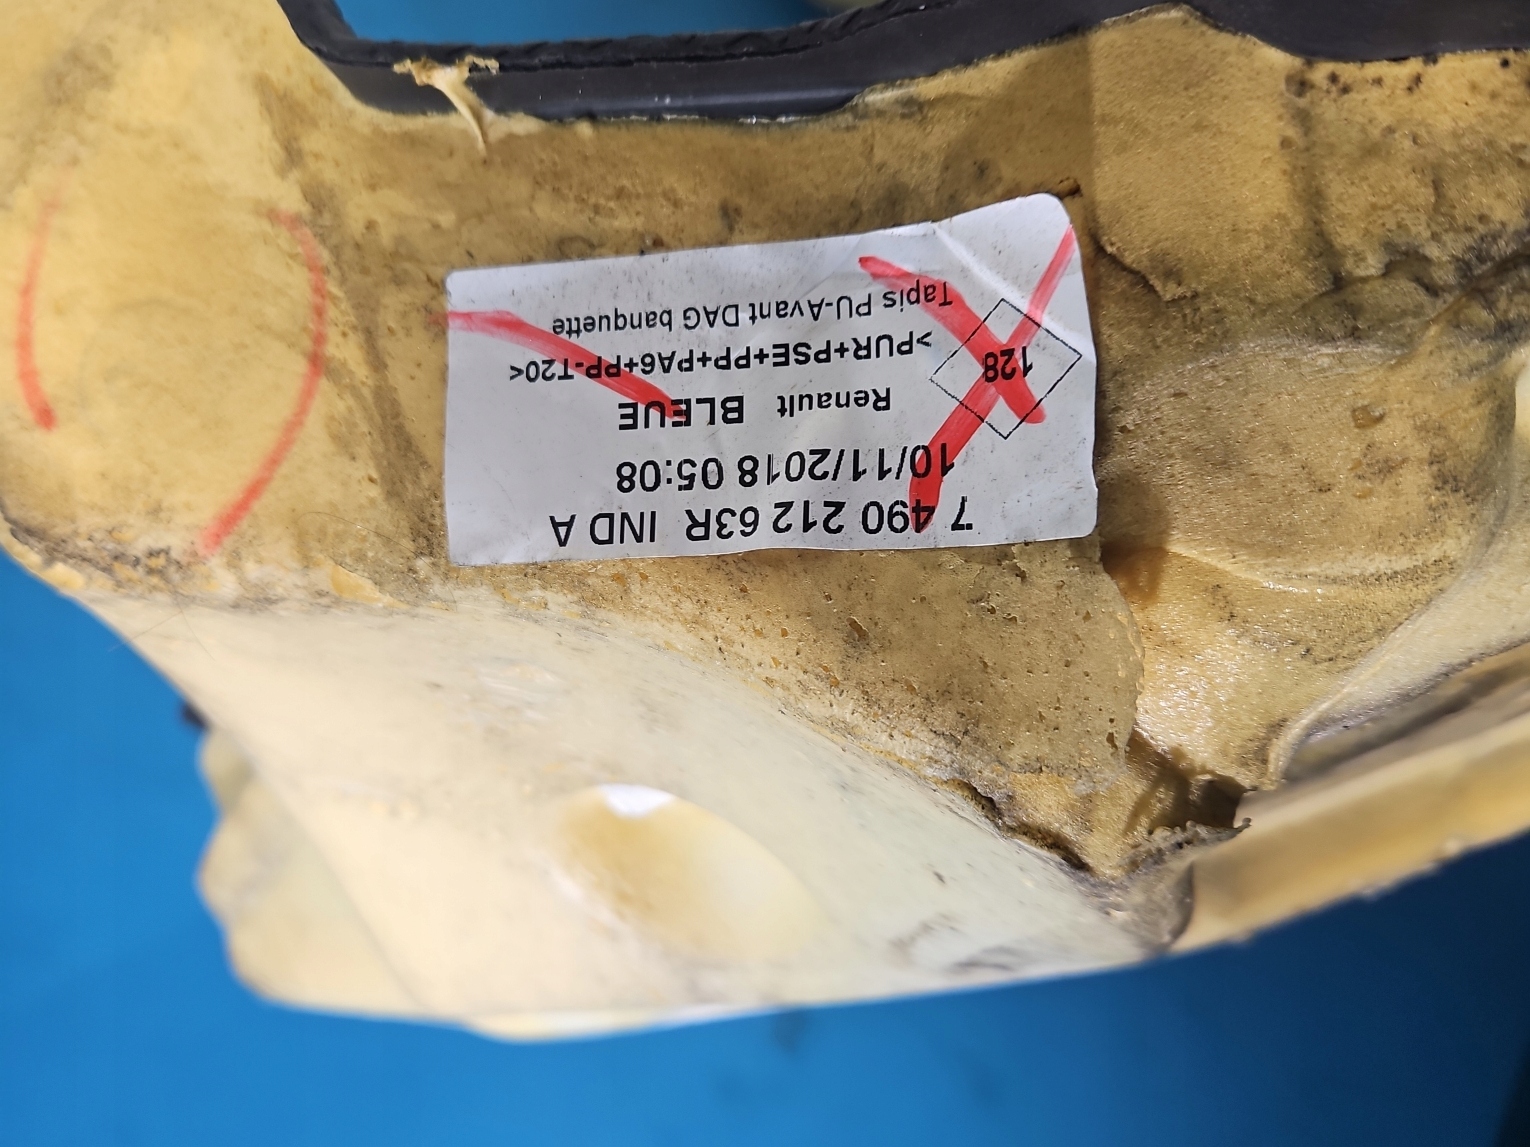 7 490 212 63R IND A
10/11/2018 05:08
Renault BLEUE
>PUR+PSE+PP+PA6+PP-T20<
Tapis PU-Avant DAG banquette
128